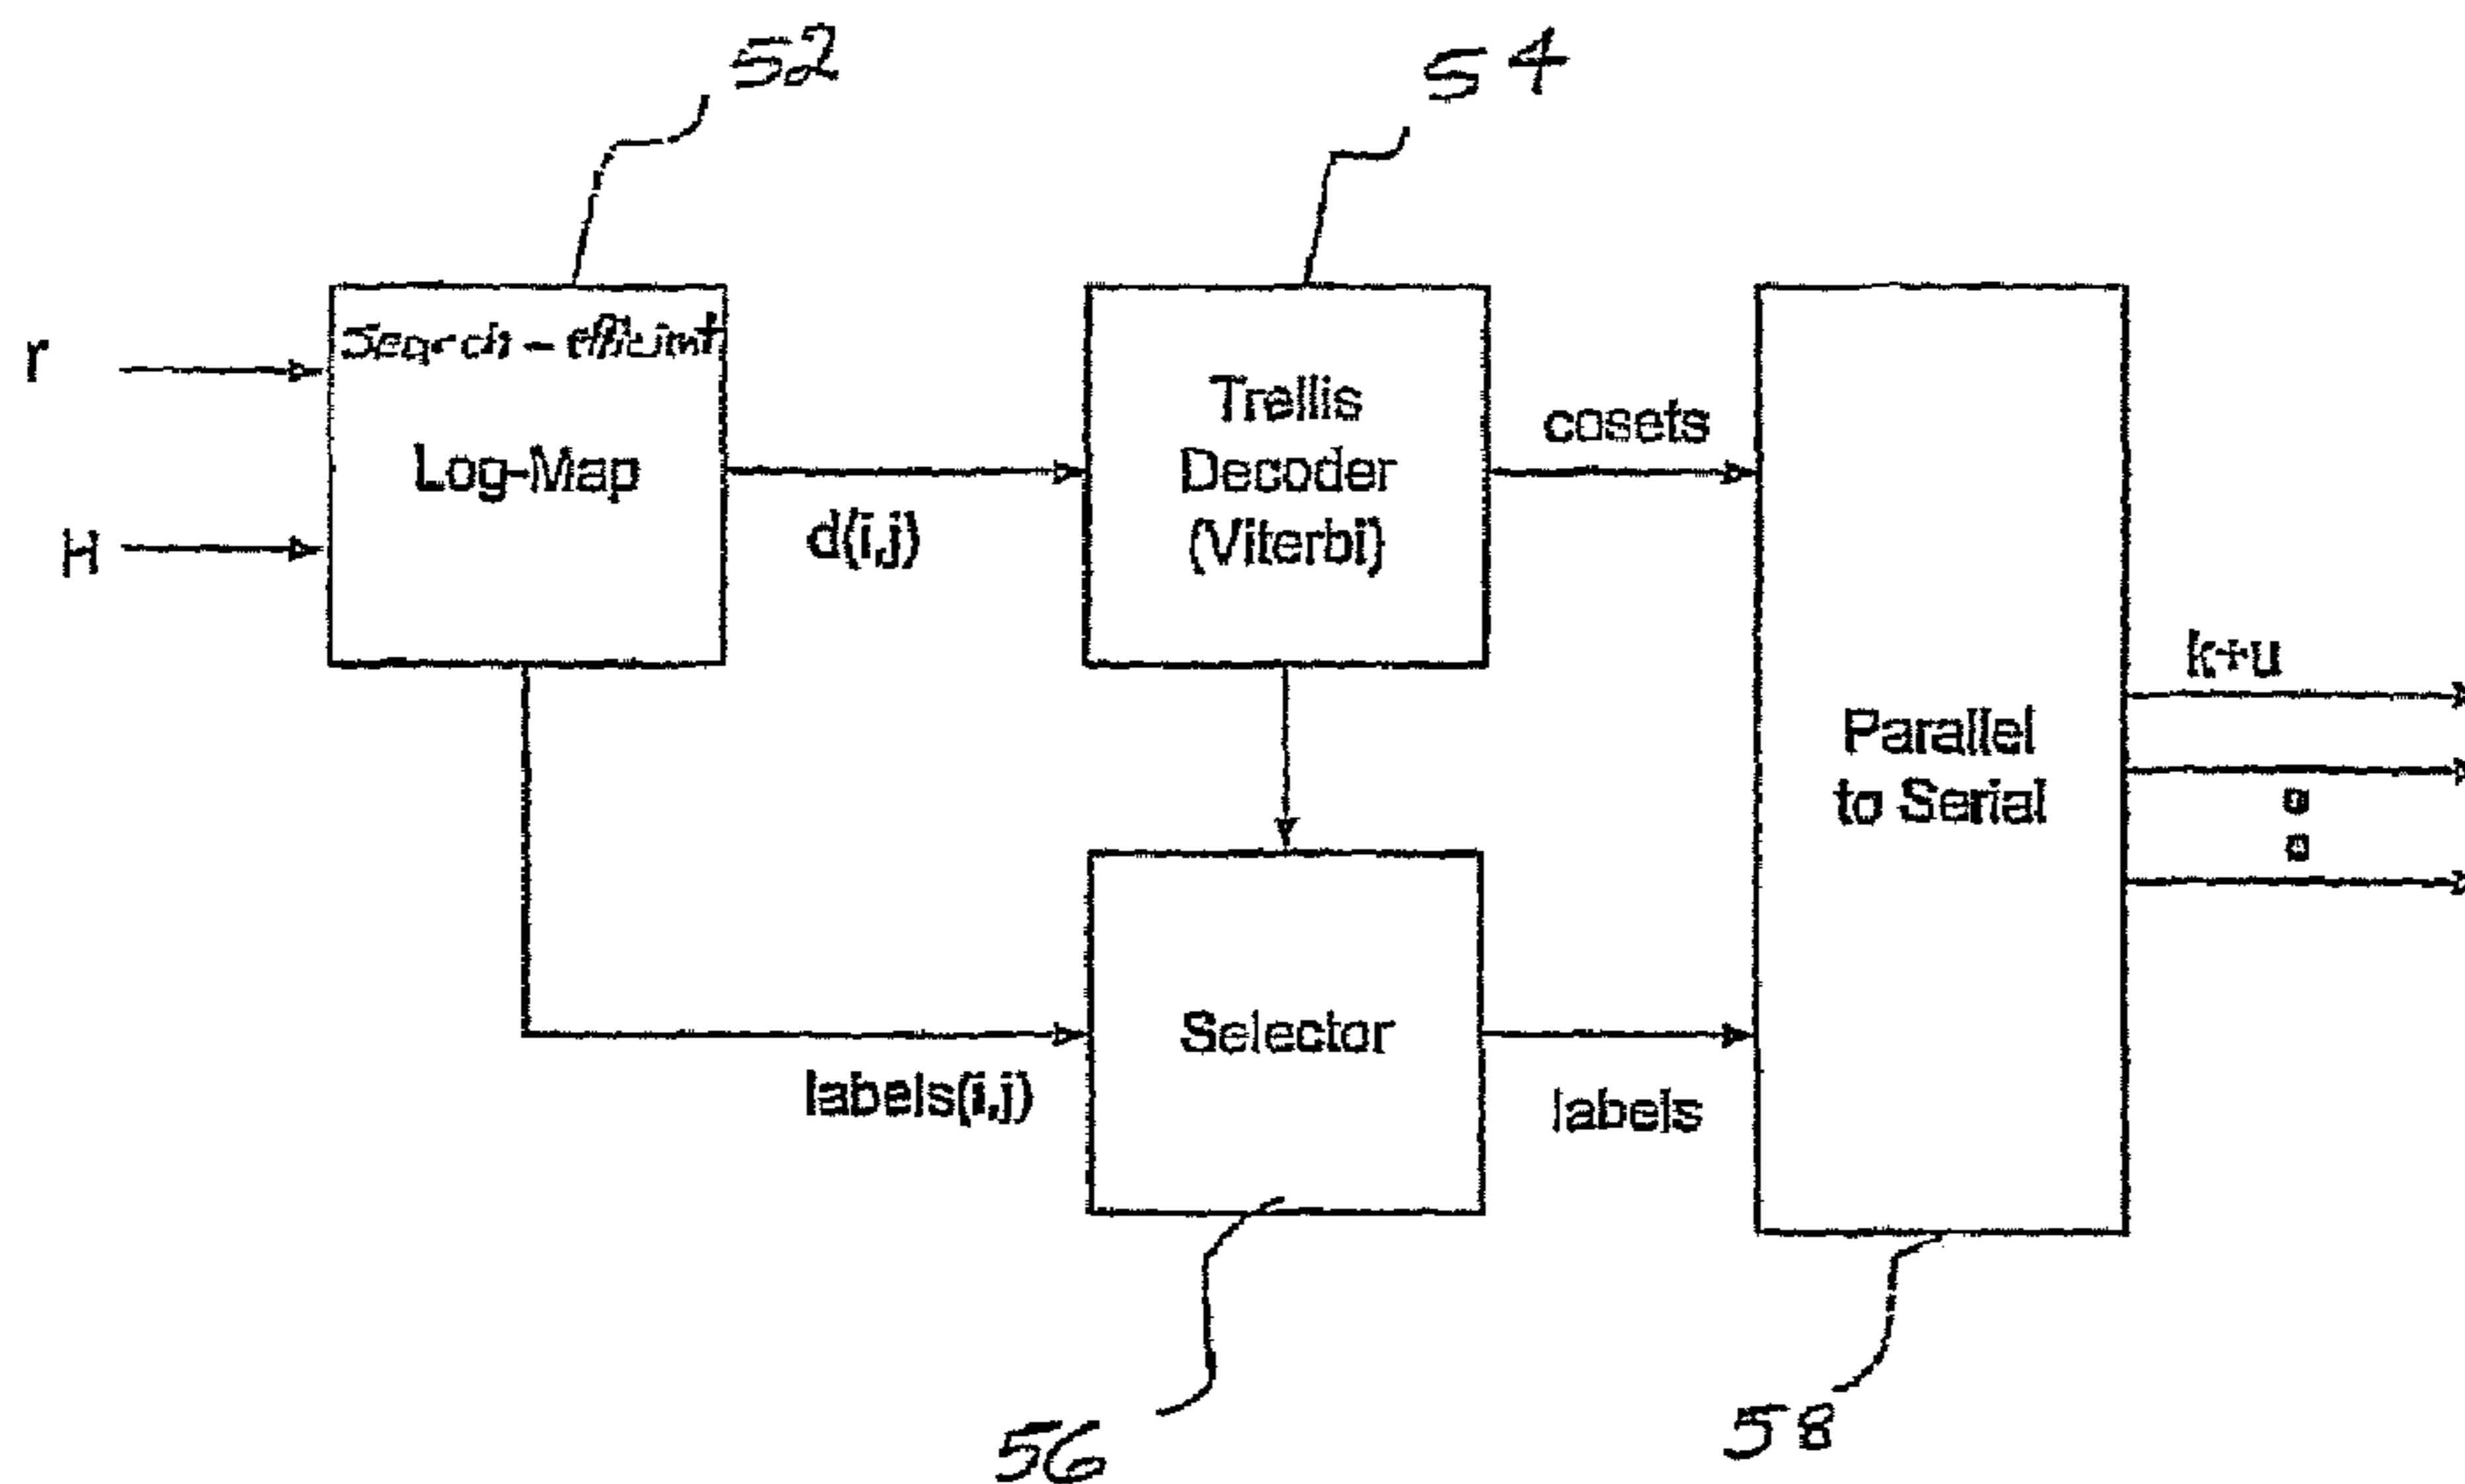 52
54
r
H
Search-efficient
Log-Map
d(i,j)
Trellis
Decoder
(Viterbi)
cosets
k+u
Parallel
to Serial
labels(i,j)
Selector
labels
56
58